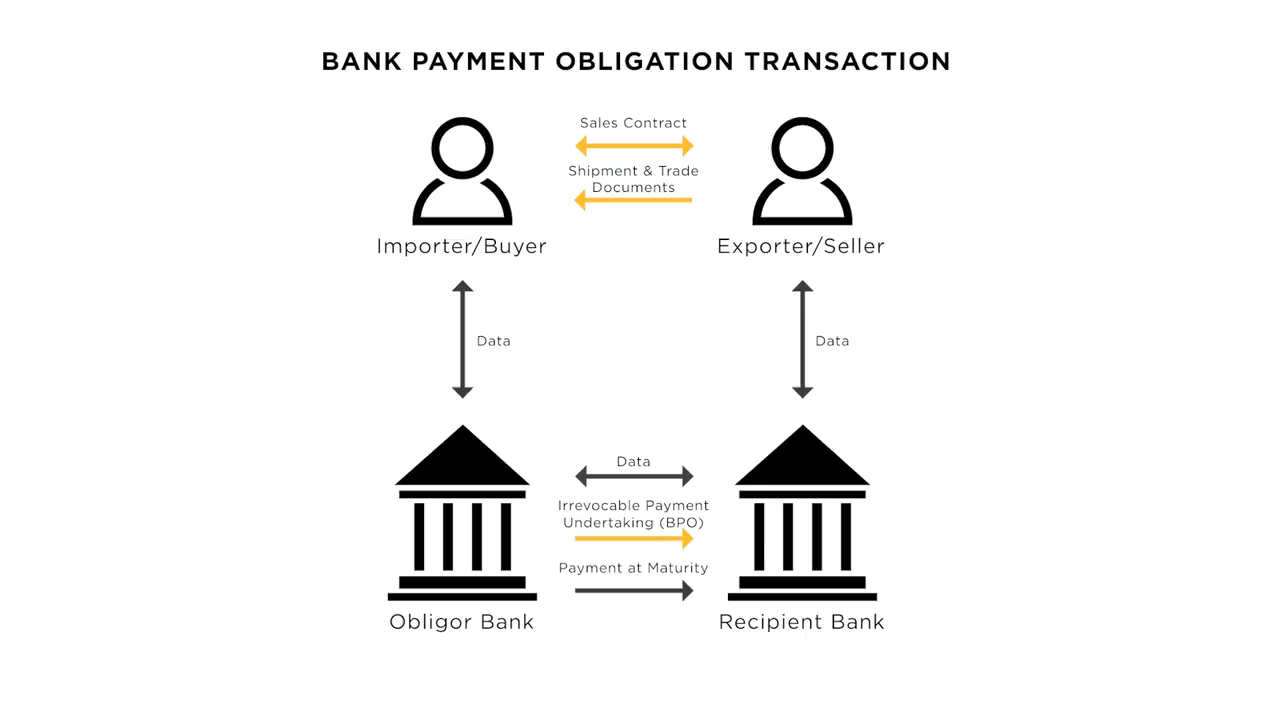 BANK PAYMENT OBLIGATION TRANSACTION
Sales Contract
Shipment & Trade
Documents
Importer/Buyer
Exporter/Seller
Data
Data
Data
Irrevocable Payment
Undertaking (BPO)
Payment at Maturity
Obligor Bank
Recipient Bank